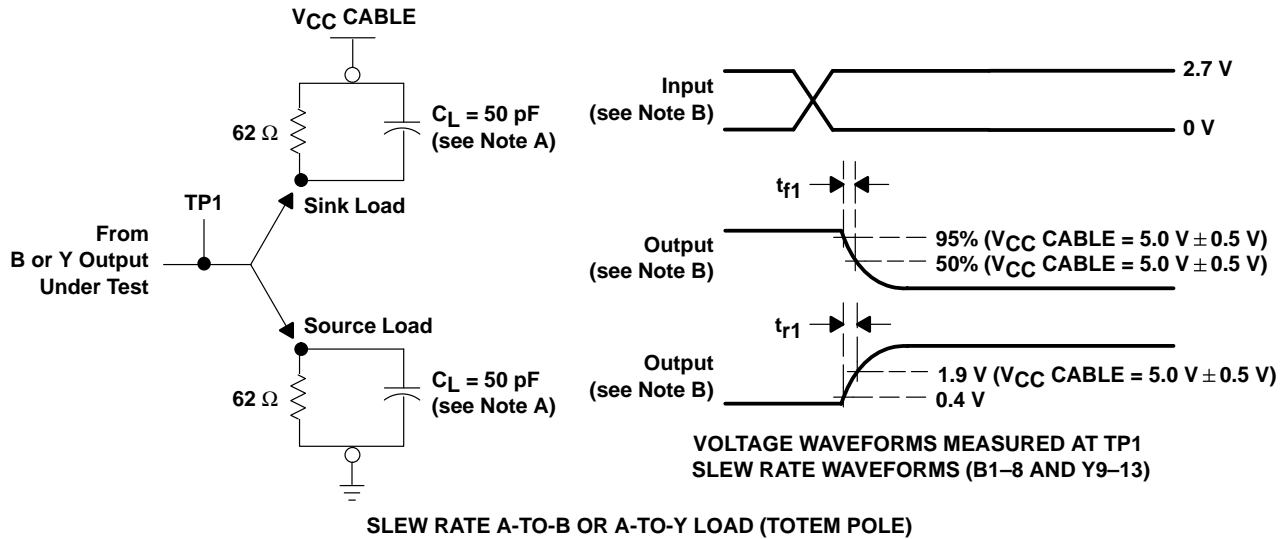 VCC CABLE
62 Ω
CL = 50 pF
(see Note A)
TP1
Sink Load
From
B or Y Output
Under Test
Source Load
62 Ω
CL = 50 pF
(see Note A)
Input
(see Note B)
2.7 V
0 V
tf1
Output
(see Note B)
95% (VCC CABLE = 5.0 V ± 0.5 V)
50% (VCC CABLE = 5.0 V ± 0.5 V)
tr1
Output
(see Note B)
1.9 V (VCC CABLE = 5.0 V ± 0.5 V)
0.4 V
VOLTAGE WAVEFORMS MEASURED AT TP1
SLEW RATE WAVEFORMS (B1–8 AND Y9–13)
SLEW RATE A-TO-B OR A-TO-Y LOAD (TOTEM POLE)